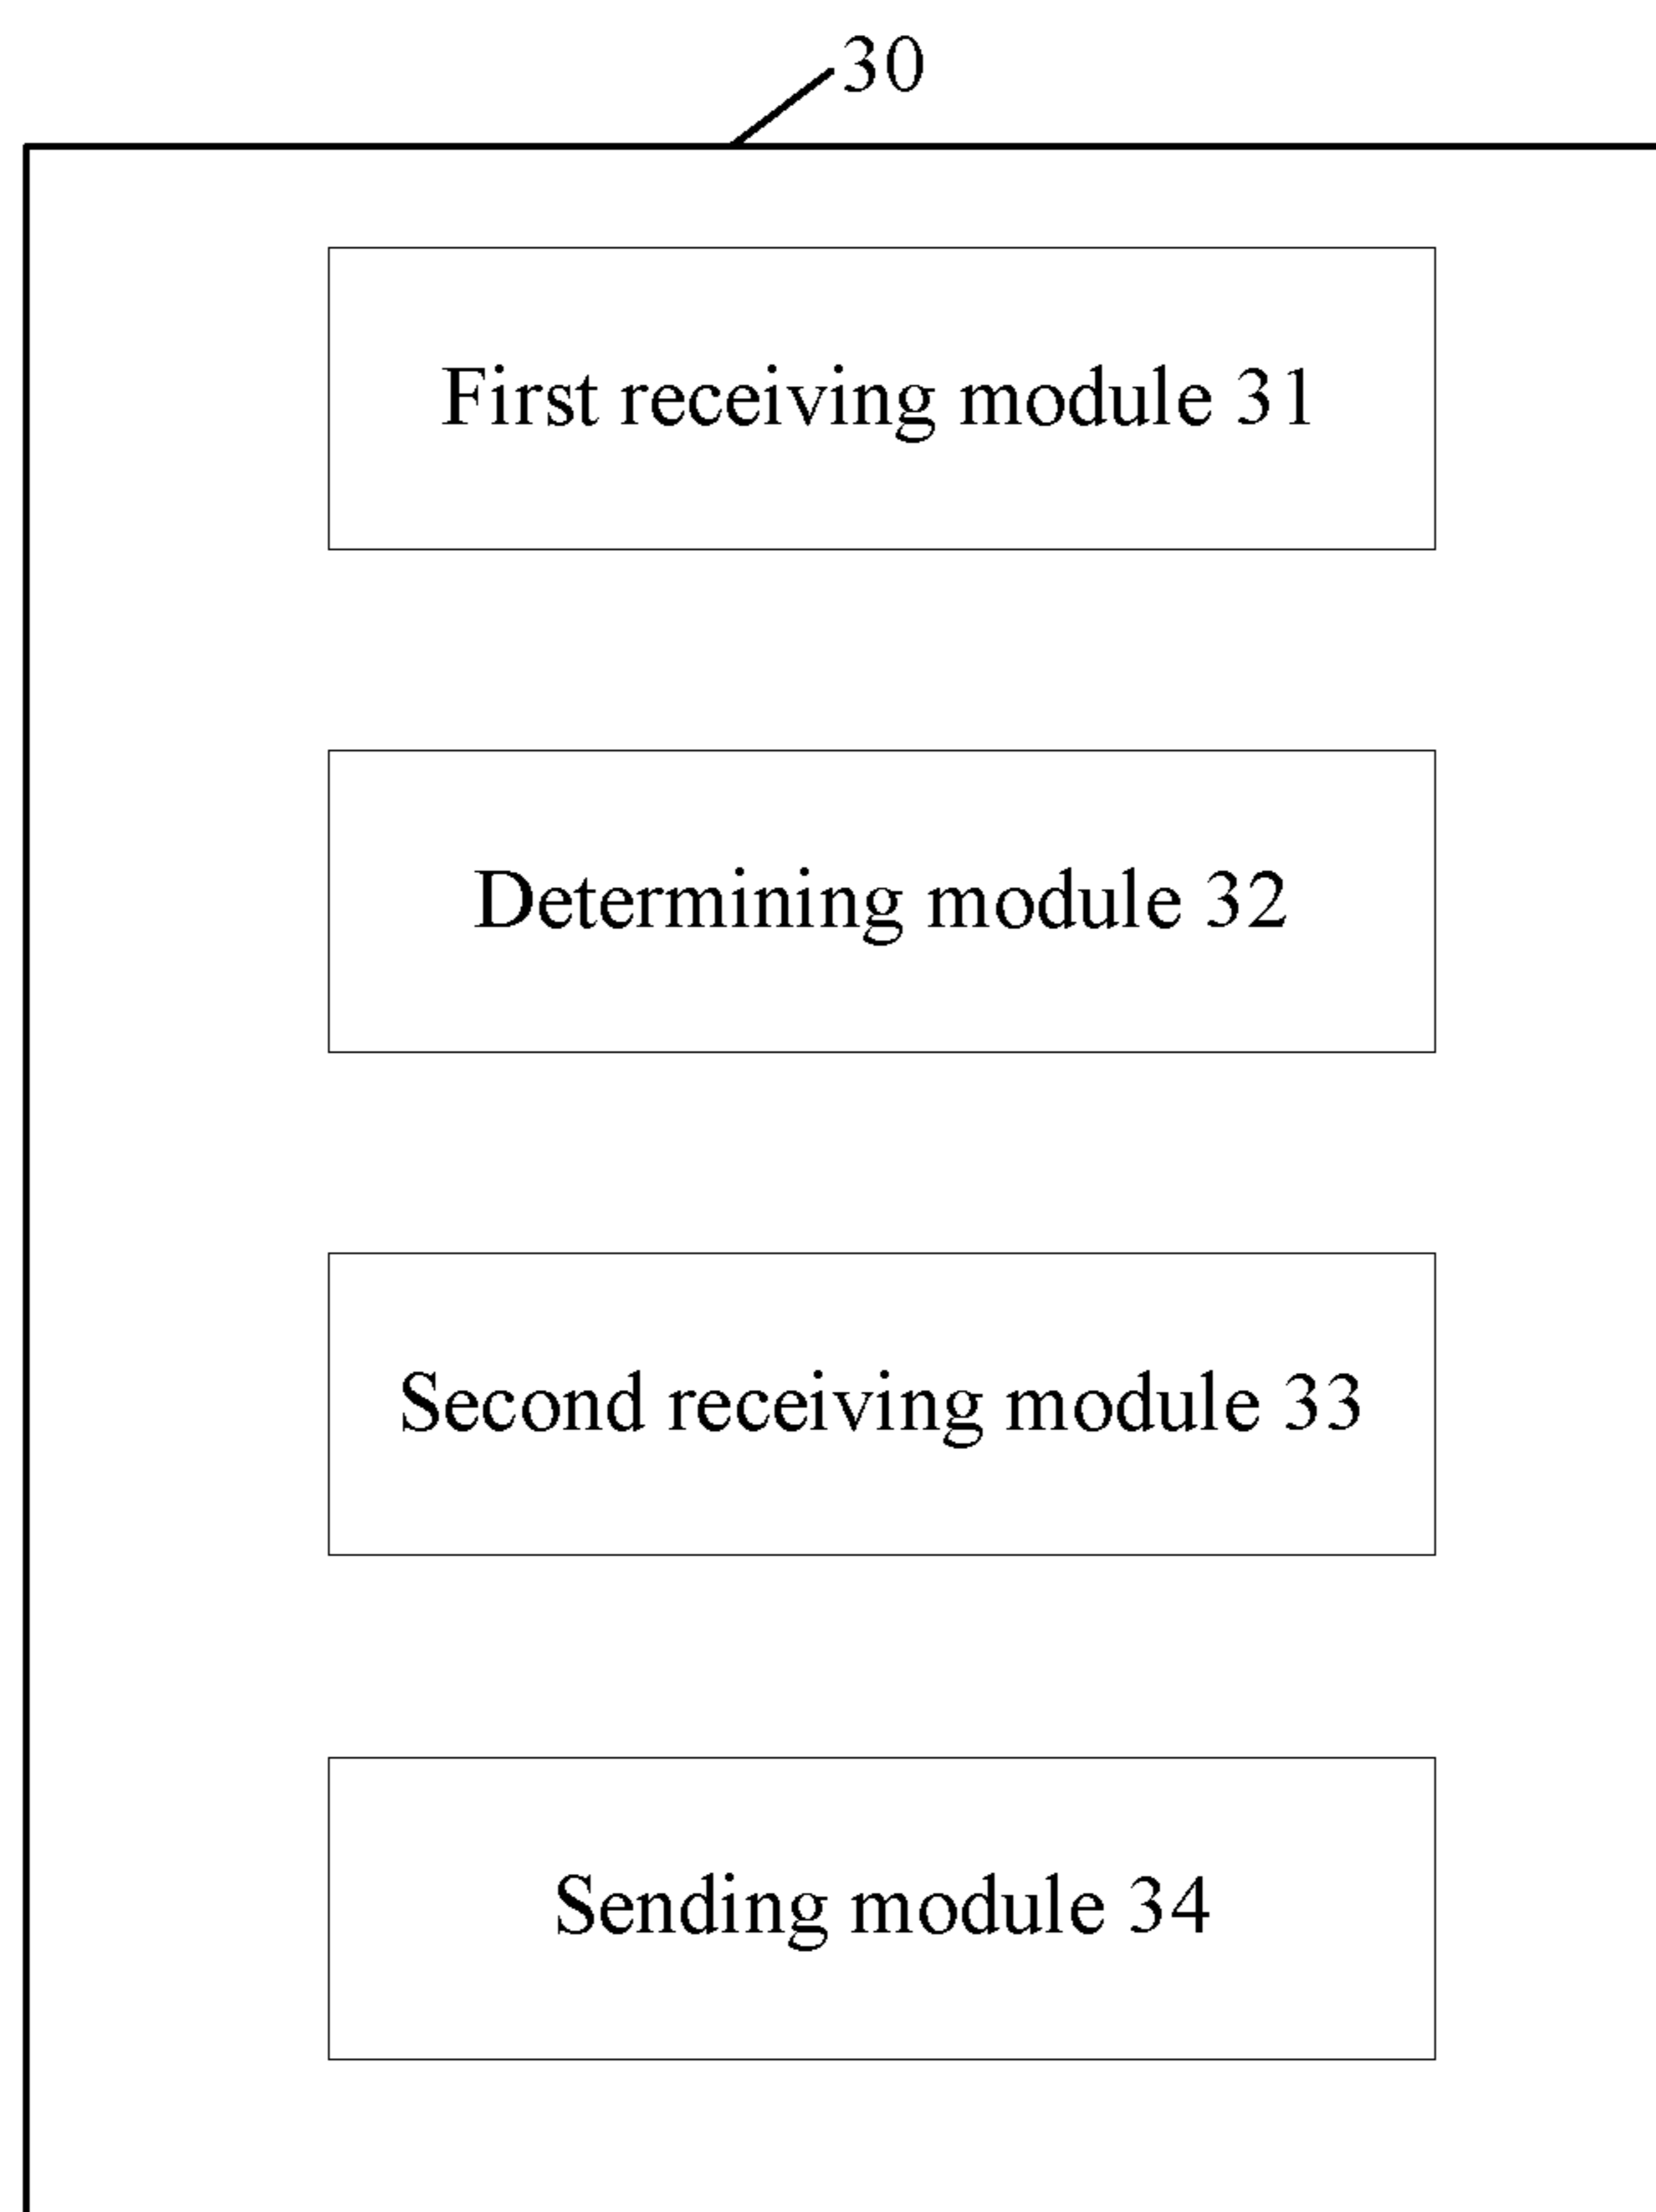 30
First receiving module 31
Determining module 32
Second receiving module 33
Sending module 34